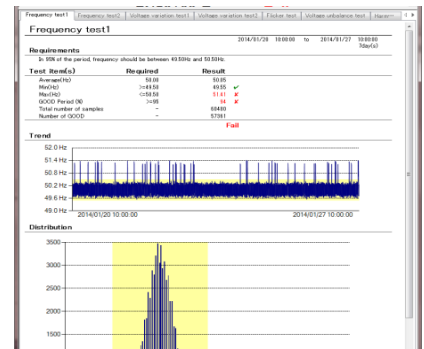 Frequency test1 Frequency test2 Voltage variation test1 Voltage variation test2 Flicker test Voltage unbalance test
Frequency test1
2014/01/20 10:00:00 to 2014/01/27 10:00:00
7day(s)
Requirements
In 95% of the period, frequency should be between 49.50Hz and 50.50Hz.
Test Item(s) Required Result
Average(Hz) 50.00 50.05
Min(Hz) >=49.50 49.55 ✔
Max(Hz) <=50.50 51.41 ✘
GOOD Period (%) >=95 94 ✘
Total number of samples -
Number of GOOD - 57361
Fail
Trend
52.0 Hz
51.4 Hz
50.8 Hz
50.2 Hz
49.6 Hz
49.0 Hz
2014/01/20 10:00:00 2014/01/27 10:00:00
Distribution
3500
3000
2500
2000
1500